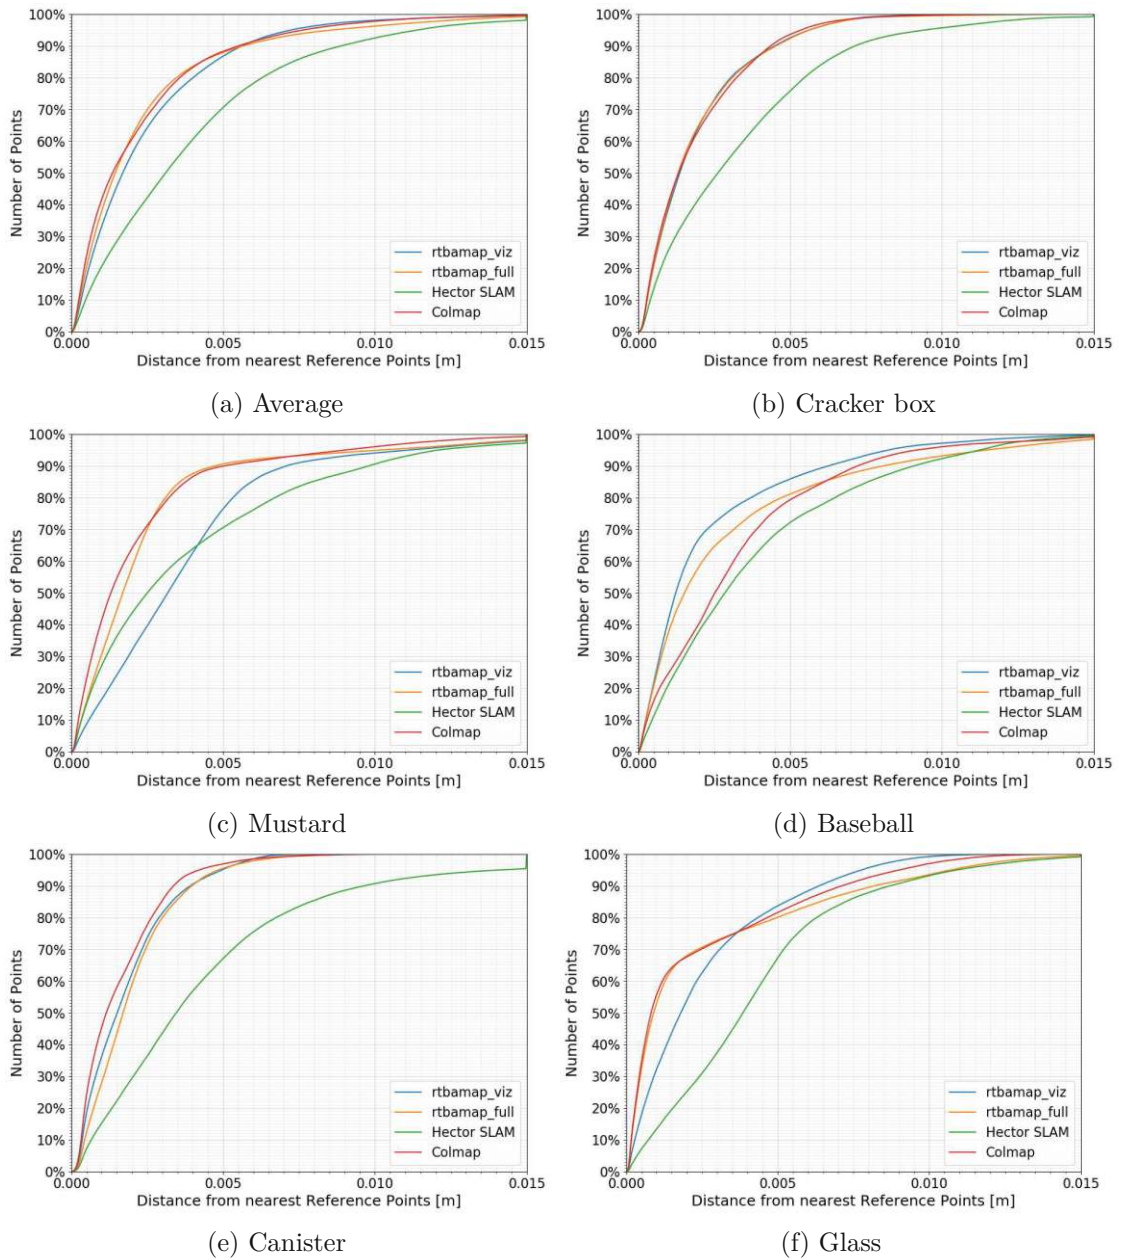 100%
90%
80%
70%
60%
50%
40%
30%
20%
10%
0%
Number of Points
0.000 0.005 0.010 0.015
Distance from nearest Reference Points [m]
rtbamap_viz
rtbamap_full
Hector SLAM
Colmap
(a) Average
100%
90%
80%
70%
60%
50%
40%
30%
20%
10%
0%
Number of Points
0.000 0.005 0.010 0.015
Distance from nearest Reference Points [m]
rtbamap_viz
rtbamap_full
Hector SLAM
Colmap
(b) Cracker box
100%
90%
80%
70%
60%
50%
40%
30%
20%
10%
0%
Number of Points
0.000 0.005 0.010 0.015
Distance from nearest Reference Points [m]
rtbamap_viz
rtbamap_full
Hector SLAM
Colmap
(c) Mustard
100%
90%
80%
70%
60%
50%
40%
30%
20%
10%
0%
Number of Points
0.000 0.005 0.010 0.015
Distance from nearest Reference Points [m]
rtbamap_viz
rtbamap_full
Hector SLAM
Colmap
(d) Baseball
100%
90%
80%
70%
60%
50%
40%
30%
20%
10%
0%
Number of Points
0.000 0.005 0.010 0.015
Distance from nearest Reference Points [m]
rtbamap_viz
rtbamap_full
Hector SLAM
Colmap
(e) Canister
100%
90%
80%
70%
60%
50%
40%
30%
20%
10%
0%
Number of Points
0.000 0.005 0.010 0.015
Distance from nearest Reference Points [m]
rtbamap_viz
rtbamap_full
Hector SLAM
Colmap
(f) Glass